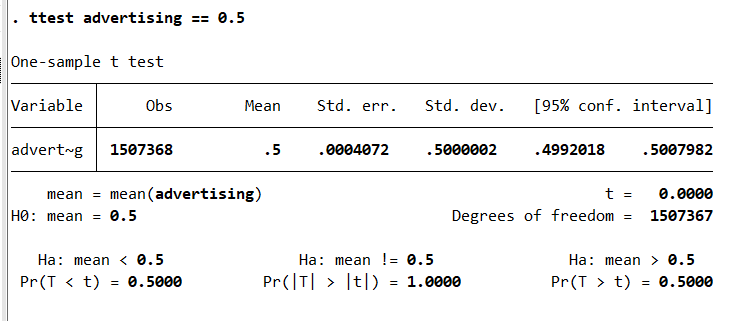 . ttest advertising == 0.5
One-sample t test
Variable Obs Mean Std. err. Std. dev. [95% conf. interval]
advert~g 1507368 .5 .0004072 .5000002 .4992018 .5007982
mean = mean(advertising) t = 0.0000
H0: mean = 0.5 Degrees of freedom = 1507367
Ha: mean < 0.5 Ha: mean != 0.5 Ha: mean > 0.5
Pr(T < t) = 0.5000 Pr(|T| > |t|) = 1.0000 Pr(T > t) = 0.5000